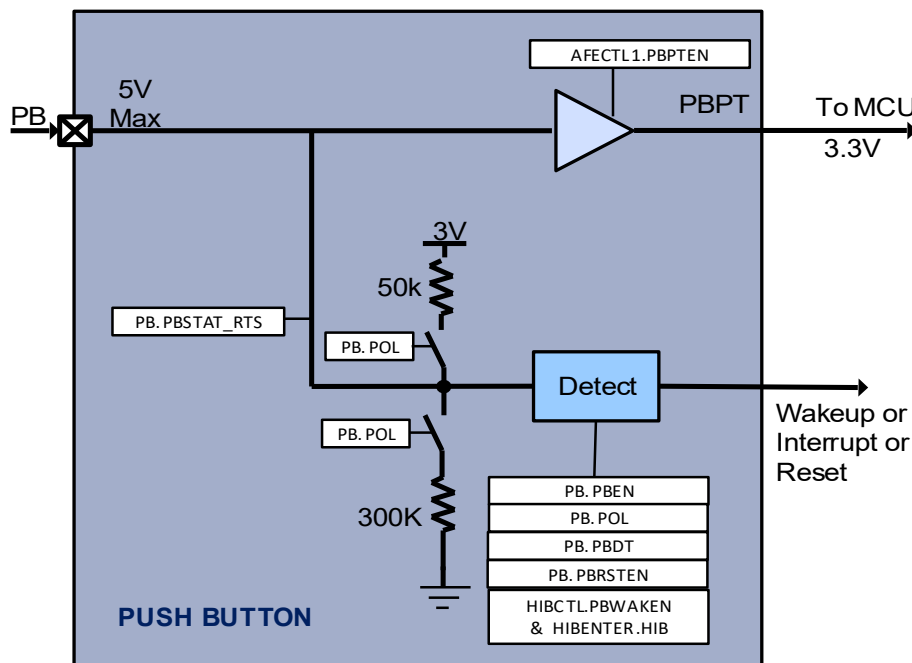 AFECTL1.PBPTEN
PB
5V
Max
PBPT
To MCU
3.3V
3V
50k
PB.PBSTAT_RTS
PB.POL
Detect
PB.POL
Wakeup or
Interrupt or
Reset
300K
PB.PBEN
PB.POL
PB.PBDT
PB.PBRSTEN
HIBCTL.PBWAKEN
& HIBENTER.HIB
PUSH BUTTON